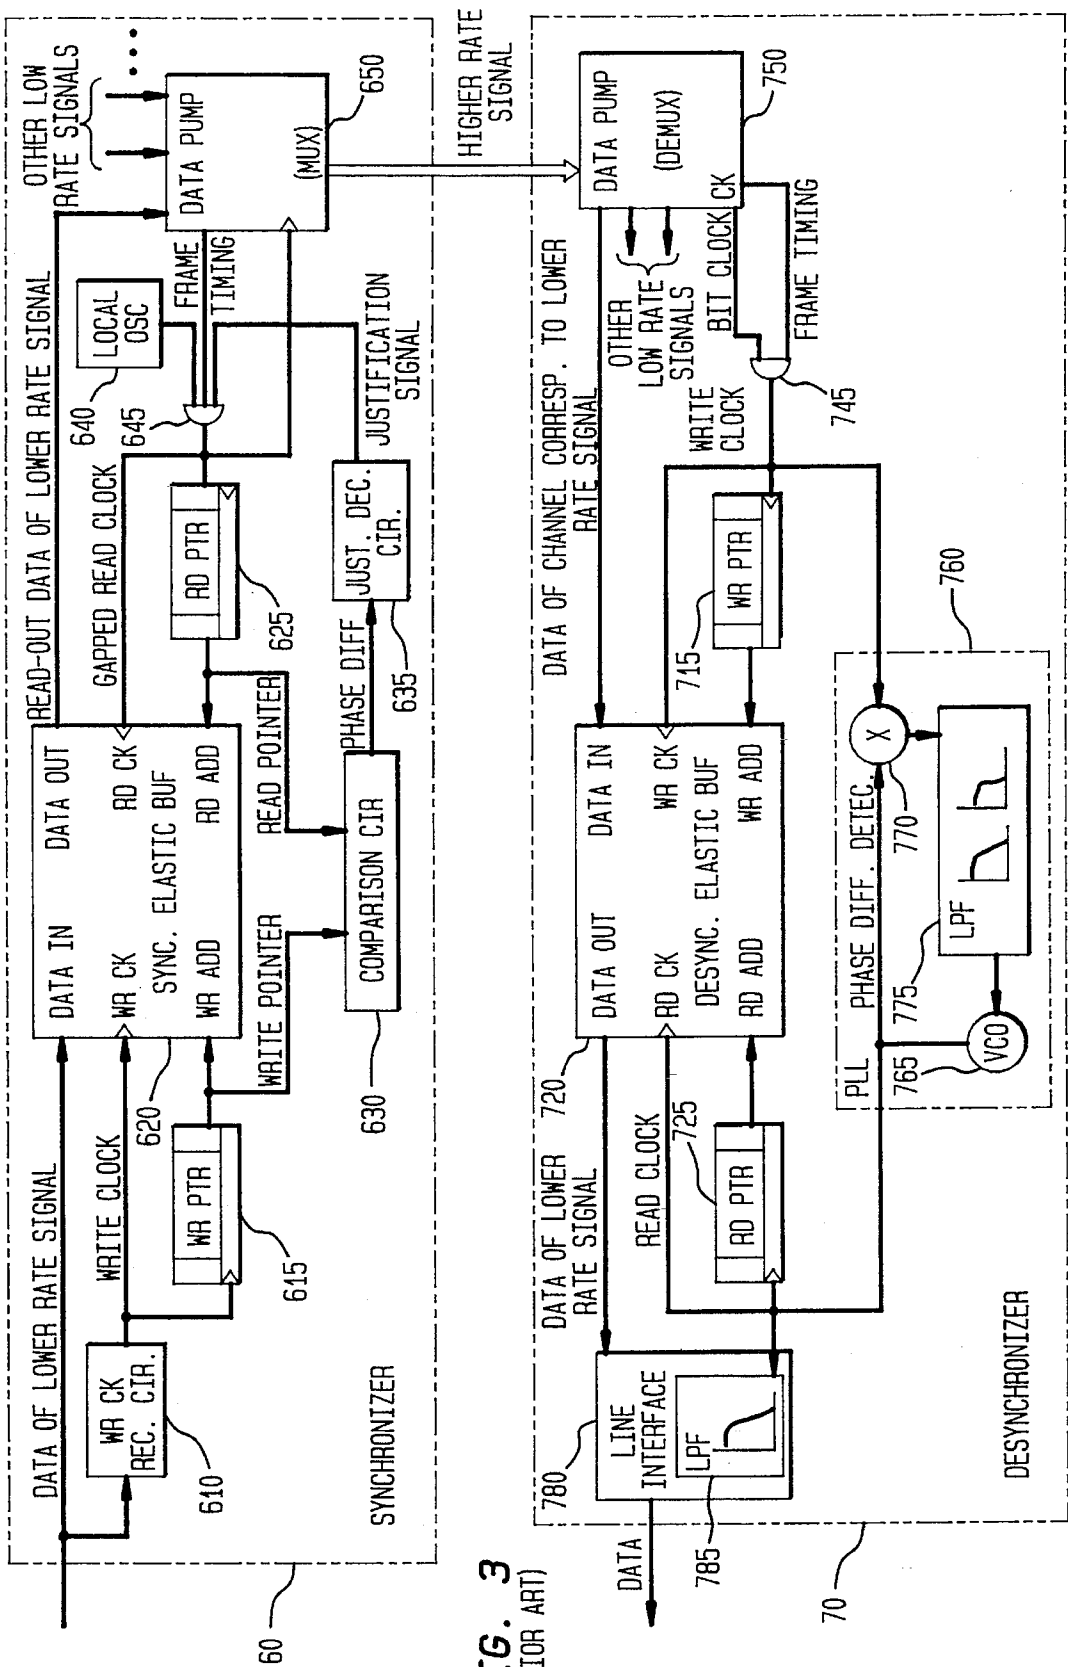 OTHER LOW
RATE SIGNALS
READ-OUT DATA OF LOWER RATE SIGNAL
DATA PUMP
(MUX)
650
LOCAL
OSC
640
645
FRAME
TIMING
GAPPED READ CLOCK
RD PTR
625
JUSTIFICATION
SIGNAL
JUST. DEC.
CIR.
635
PHASE DIFF
READ POINTER
DATA IN
DATA OUT
WR CK
RD CK
SYNC. ELASTIC BUF
WR ADD
RD ADD
620
COMPARISON CIR
630
WRITE POINTER
DATA OF LOWER RATE SIGNAL
WRITE CLOCK
WR PTR
615
WR CK
REC. CIR.
610
SYNCHRONIZER
60
HIGHER RATE
SIGNAL
DATA PUMP
(DEMUX)
CK
750
DATA OF CHANNEL CORRESP. TO LOWER
RATE SIGNAL
OTHER
LOW RATE
SIGNALS
BIT CLOCK
FRAME TIMING
745
WRITE
CLOCK
WR PTR
715
DATA OUT
DATA IN
RD CK
WR CK
DESYNC. ELASTIC BUF
RD ADD
WR ADD
720
760
PLL
PHASE DIFF. DETEC.
X
770
LPF
775
VCO
765
DATA OF LOWER
RATE SIGNAL
READ CLOCK
RD PTR
725
LINE
INTERFACE
LPF
780
785
DATA
DESYNCHRONIZER
70
IG. 3
IOR ART)